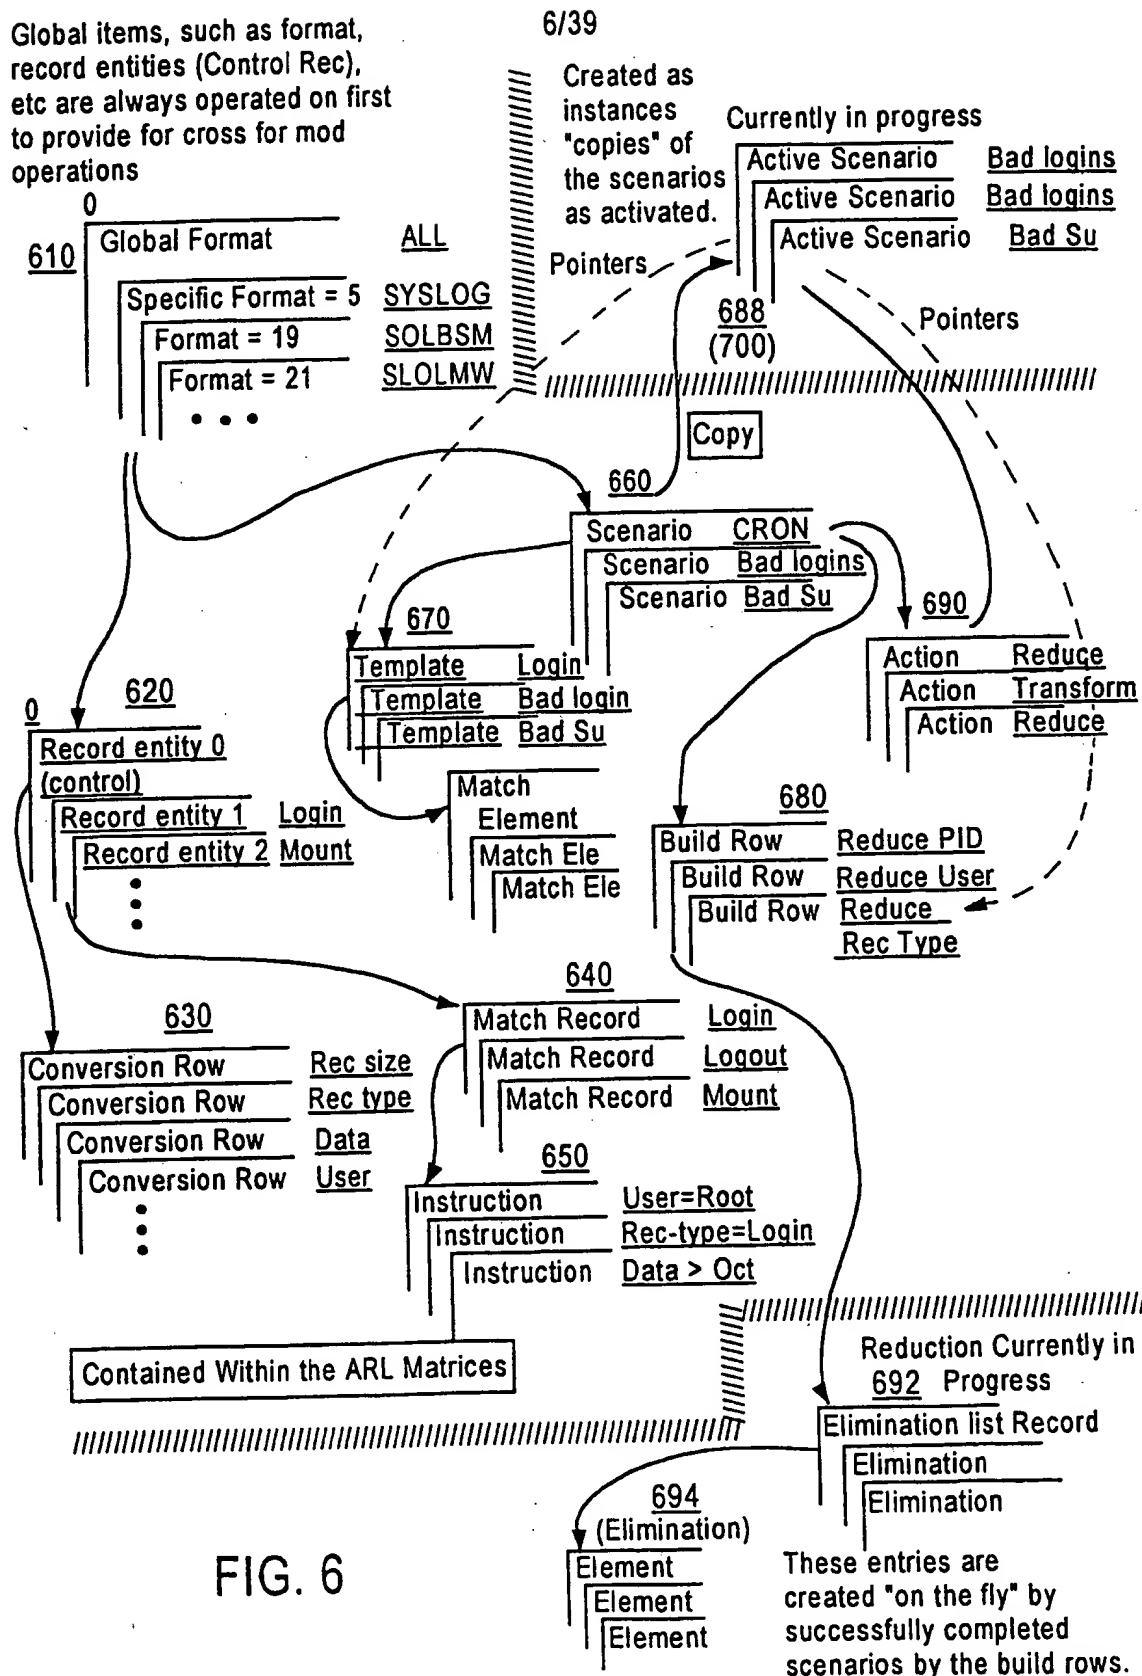 6/39
Global items, such as format,
record entities (Control Rec),
etc are always operated on first
to provide for cross for mod
operations
Created as
instances
"copies" of
the scenarios
as activated.
Currently in progress
Active Scenario Bad logins
Active Scenario Bad logins
Active Scenario Bad Su
Pointers
688
(700)
Pointers
0
610
Global Format ALL
Specific Format = 5 SYSLOG
Format = 19 SOLBSM
Format = 21 SLOLMW
Copy
660
Scenario CRON
Scenario Bad logins
Scenario Bad Su
670
Template Login
Template Bad login
Template Bad Su
690
Action Reduce
Action Transform
Action Reduce
0
620
Record entity 0
(control)
Record entity 1 Login
Record entity 2 Mount
Match
Element
Match Ele
Match Ele
680
Build Row Reduce PID
Build Row Reduce User
Build Row Reduce
Rec Type
630
Conversion Row Rec size
Conversion Row Rec type
Conversion Row Data
Conversion Row User
640
Match Record Login
Match Record Logout
Match Record Mount
650
Instruction User=Root
Instruction Rec-type=Login
Instruction Data > Oct
Contained Within the ARL Matrices
Reduction Currently in
692 Progress
Elimination list Record
Elimination
Elimination
694
(Elimination)
Element
Element
Element
These entries are
created "on the fly" by
successfully completed
scenarios by the build rows.
FIG. 6